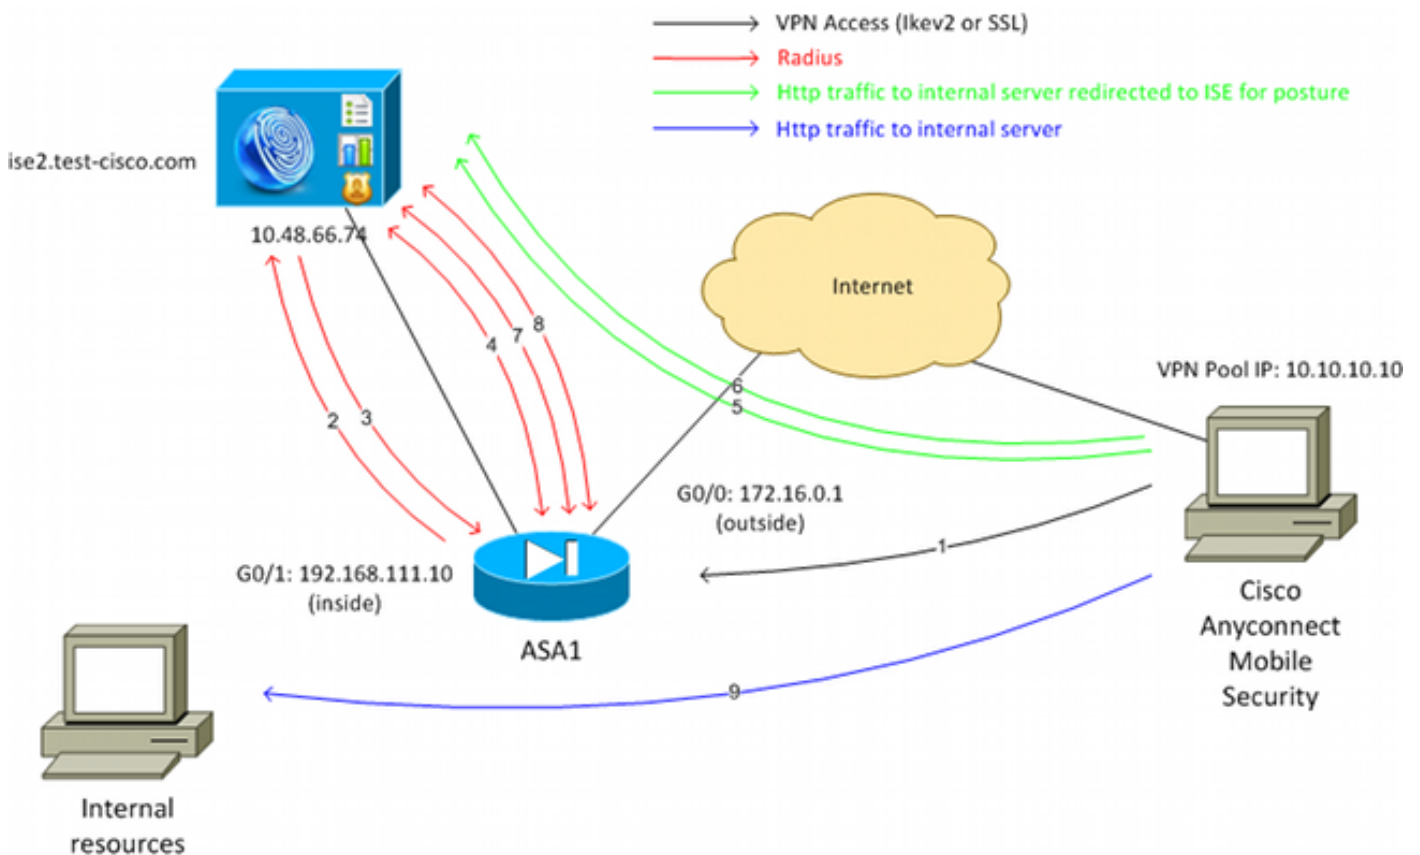 VPN Access (Ikev2 or SSL)
Radius
Http traffic to internal server redirected to ISE for posture
Http traffic to internal server
ise2.test-cisco.com
10.48.66.74
Internet
VPN Pool IP: 10.10.10.10
2
3
4
7
8
6
5
G0/0: 172.16.0.1
(outside)
1
G0/1: 192.168.111.10
(inside)
ASA1
Cisco
Anyconnect
Mobile
Security
9
Internal
resources